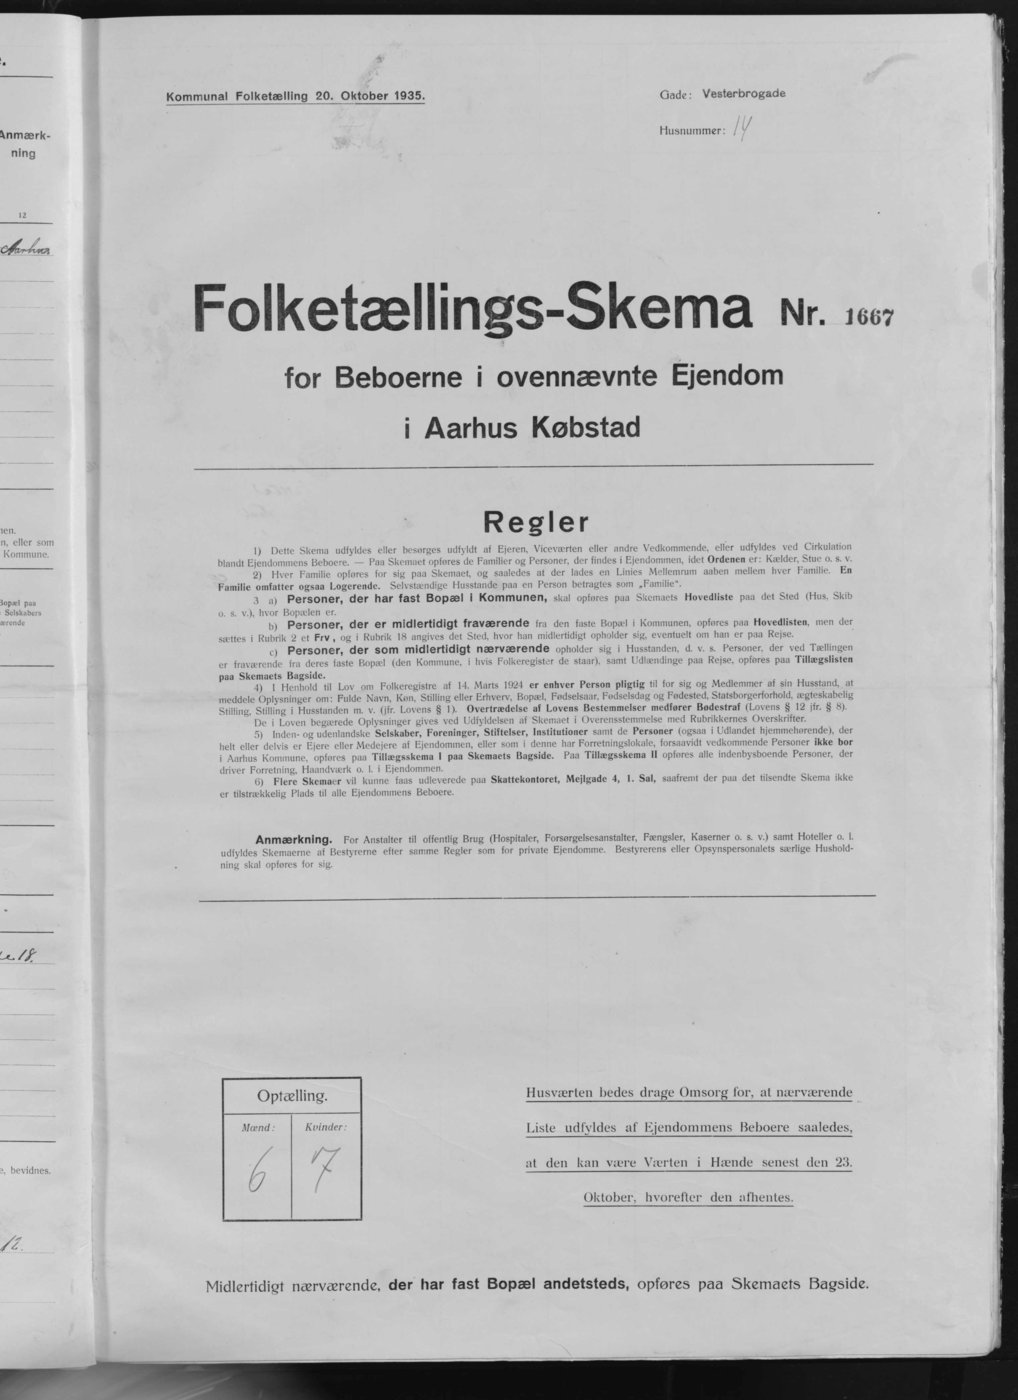 Anmærk-
ning
12
Aarhus
n, eller som
Kommune.
Bopæl paa
Selskabers
ærende
18.
e, bevidnes.
12.
Kommunal Folketælling 20. Oktober 1935.
Gade: Vesterbrogade
Husnummer: 14
Folketællings-Skema Nr. 1667
for Beboerne i ovennævnte Ejendom
i Aarhus Købstad
Regler
1) Dette Skema udfyldes eller besørges udfyldt af Ejeren, Viceværten eller andre Vedkommende, eller udfyldes ved Cirkulation
blandt Ejendommens Beboere. — Paa Skemaet opføres de Familier og Personer, der findes i Ejendommen, idet Ordenen er: Kælder, Stue o. s. v.
2) Hver Familie opføres for sig paa Skemaet, og saaledes at der lades en Linies Mellemrum aaben mellem hver Familie. En
Familie omfatter ogsaa Logerende. Selvstændige Husstande paa en Person betragtes som „Familie".
3 a) Personer, der har fast Bopæl i Kommunen, skal opføres paa Skemaets Hovedliste paa det Sted (Hus, Skib
o. s. v.), hvor Bopælen er.
b) Personer, der er midlertidigt fraværende fra den faste Bopæl i Kommunen, opføres paa Hovedlisten, men der
sættes i Rubrik 2 et Frv, og i Rubrik 18 angives det Sted, hvor han midlertidigt opholder sig, eventuelt om han er paa Rejse.
c) Personer, der som midlertidigt nærværende opholder sig i Husstanden, d. v. s. Personer, der ved Tællingen
er fraværende fra deres faste Bopæl (den Kommune, i hvis Folkeregister de staar), samt Udlændinge paa Rejse, opføres paa Tillægslisten
paa Skemaets Bagside.
4) I Henhold til Lov om Folkeregistre af 14. Marts 1924 er enhver Person pligtig til for sig og Medlemmer af sin Husstand, at
meddele Oplysninger om: Fulde Navn, Køn, Stilling eller Erhverv, Bopæl, Fødselsaar, Fødselsdag og Fødested, Statsborgerforhold, ægteskabelig
Stilling, Stilling i Husstanden m. v. (jfr. Lovens § 1). Overtrædelse af Lovens Bestemmelser medfører Bødestraf (Lovens § 12 jfr. § 8).
De i Loven begærede Oplysninger gives ved Udfyldelsen af Skemaet i Overensstemmelse med Rubrikkernes Overskrifter.
5) Inden- og udenlandske Selskaber, Foreninger, Stiftelser, Institutioner samt de Personer (ogsaa i Udlandet hjemmehørende), der
helt eller delvis er Ejere eller Medejere af Ejendommen, eller som i denne har Forretningslokale, forsaavidt vedkommende Personer ikke bor
i Aarhus Kommune, opføres paa Tillægsskema I paa Skemaets Bagside. Paa Tillægsskema II opføres alle indenbysboende Personer, der
driver Forretning, Haandværk o. l. i Ejendommen.
6) Flere Skemaer vil kunne faas udleverede paa Skattekontoret, Mejlgade 4, 1. Sal, saafremt der paa det tilsendte Skema ikke
er tilstrækkelig Plads til alle Ejendommens Beboere.
Anmærkning. For Anstalter til offentlig Brug (Hospitaler, Forsørgelsesanstalter, Fængsler, Kaserner o. s. v.) samt Hoteller o. l.
udfyldes Skemaerne af Bestyrerne efter samme Regler som for private Ejendomme. Bestyrerens eller Opsynspersonalets særlige Hushold-
ning skal opføres for sig.
Optælling.
Mænd: Kvinder:
6 7
Husværten bedes drage Omsorg for, at nærværende
Liste udfyldes af Ejendommens Beboere saaledes,
at den kan være Værten i Hænde senest den 23.
Oktober, hvorefter den afhentes.
Midlertidigt nærværende, der har fast Bopæl andetsteds, opføres paa Skemaets Bagside.